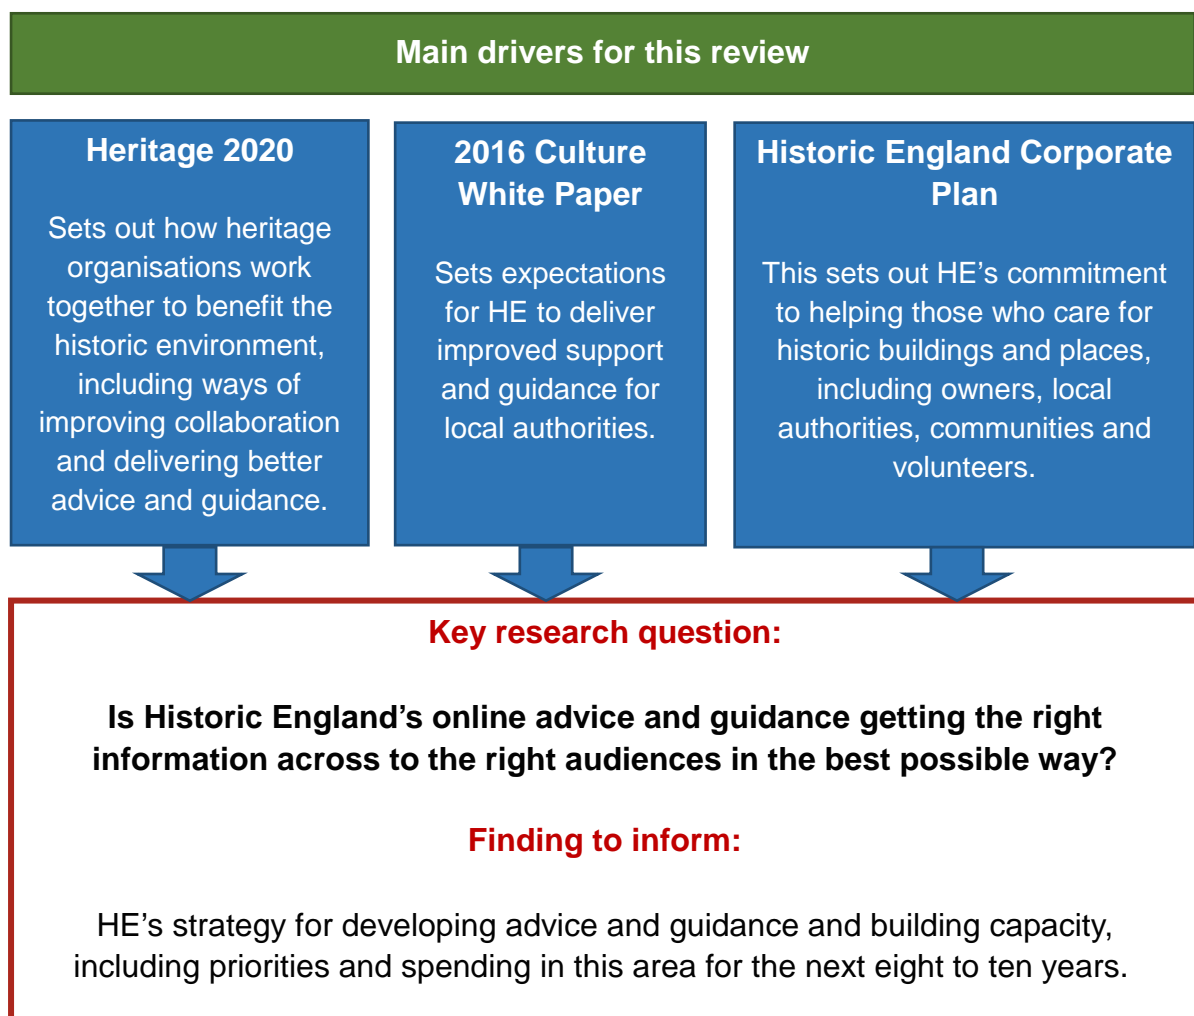 Main drivers for this review
Heritage 2020
Sets out how heritage
organisations work
together to benefit the
historic environment,
including ways of
improving collaboration
and delivering better
advice and guidance.
2016 Culture
White Paper
Sets expectations
for HE to deliver
improved support
and guidance for
local authorities.
Historic England Corporate
Plan
This sets out HE’s commitment
to helping those who care for
historic buildings and places,
including owners, local
authorities, communities and
volunteers.
Key research question:
Is Historic England’s online advice and guidance getting the right
information across to the right audiences in the best possible way?
Finding to inform:
HE’s strategy for developing advice and guidance and building capacity,
including priorities and spending in this area for the next eight to ten years.